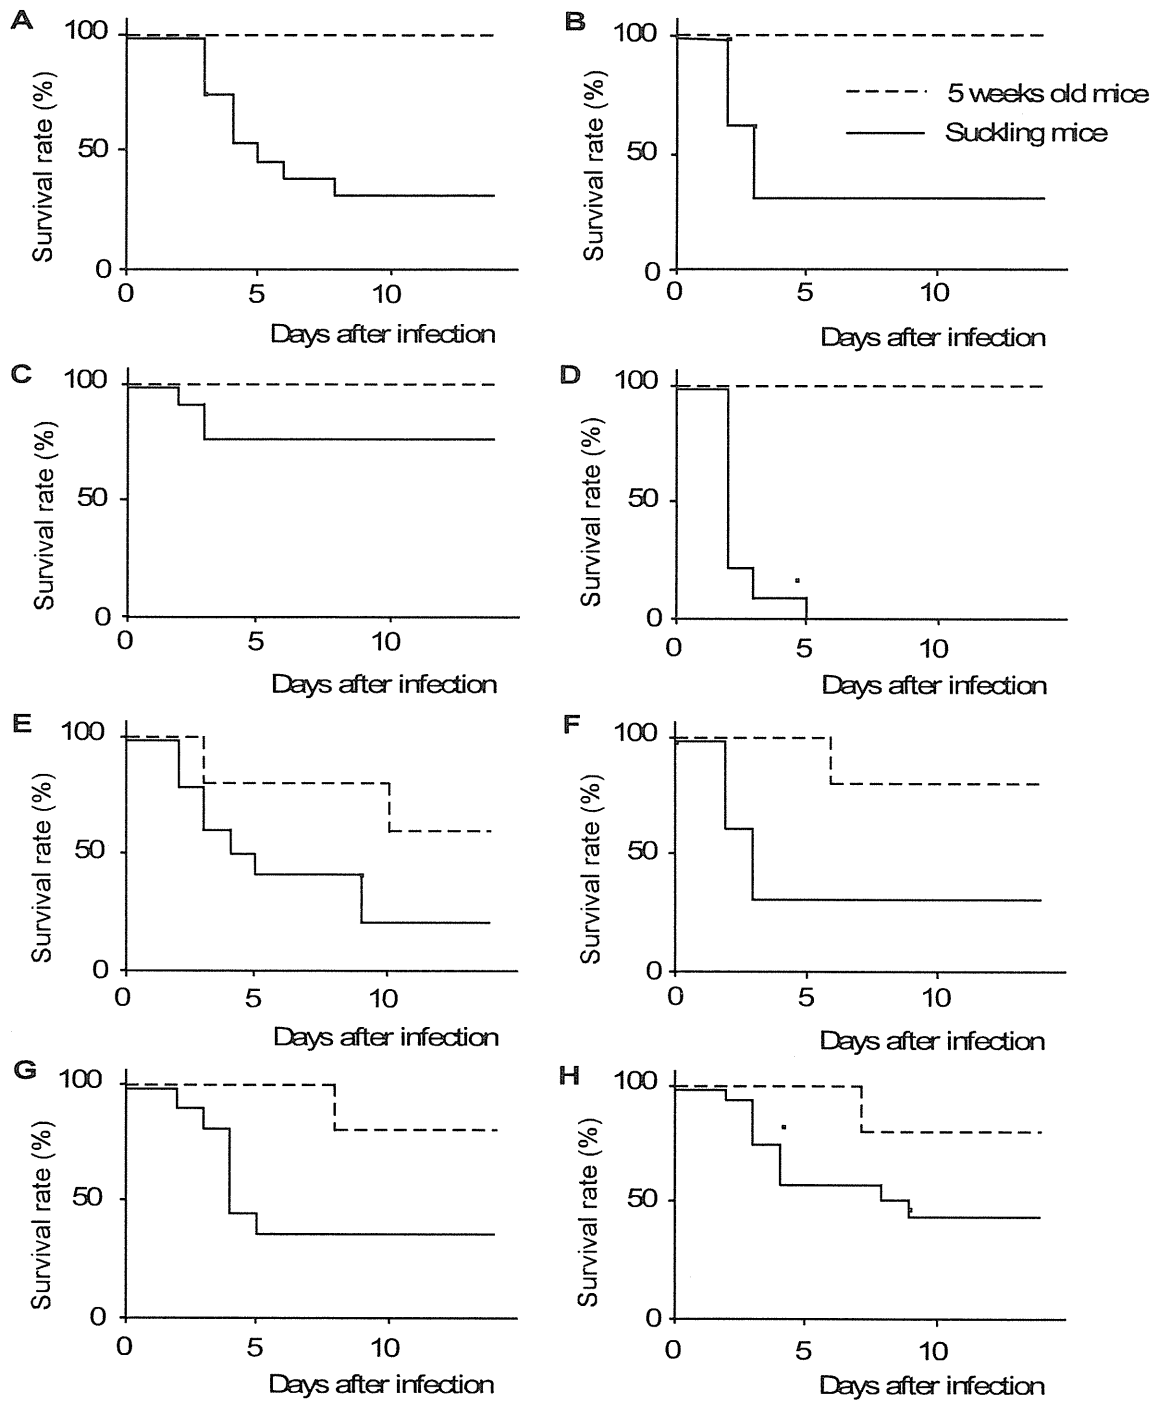 A
100
50
0
0 5 10
Survival rate (%)
Days after infection
B
100
50
0
0 5 10
Survival rate (%)
Days after infection
5 weeks old mice
Suckling mice
C
100
50
0
0 5 10
Survival rate (%)
Days after infection
D
100
50
0
0 5 10
Survival rate (%)
Days after infection
E
100
50
0
0 5 10
Survival rate (%)
Days after infection
F
100
50
0
0 5 10
Survival rate (%)
Days after infection
G
100
50
0
0 5 10
Survival rate (%)
Days after infection
H
100
50
0
0 5 10
Survival rate (%)
Days after infection